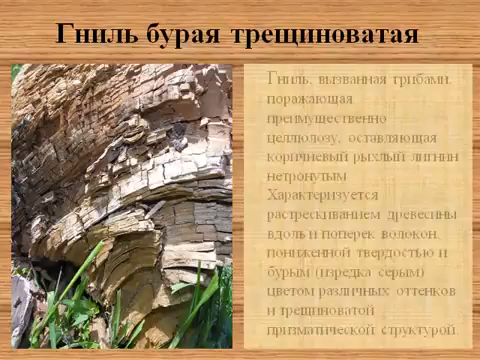 Гниль бурая трещиноватая
Гниль, вызванная грибами,
поражающая
преимущественно
целлюлозу, оставляющая
коричневый рыхлый лигнин
нетронутым
Характеризуется
растрескиванием древесины
вдоль и поперек волокон,
пониженной твердостью и
бурым (изредка серым)
цветом различных оттенков
и трещиноватой
призматической структурой.